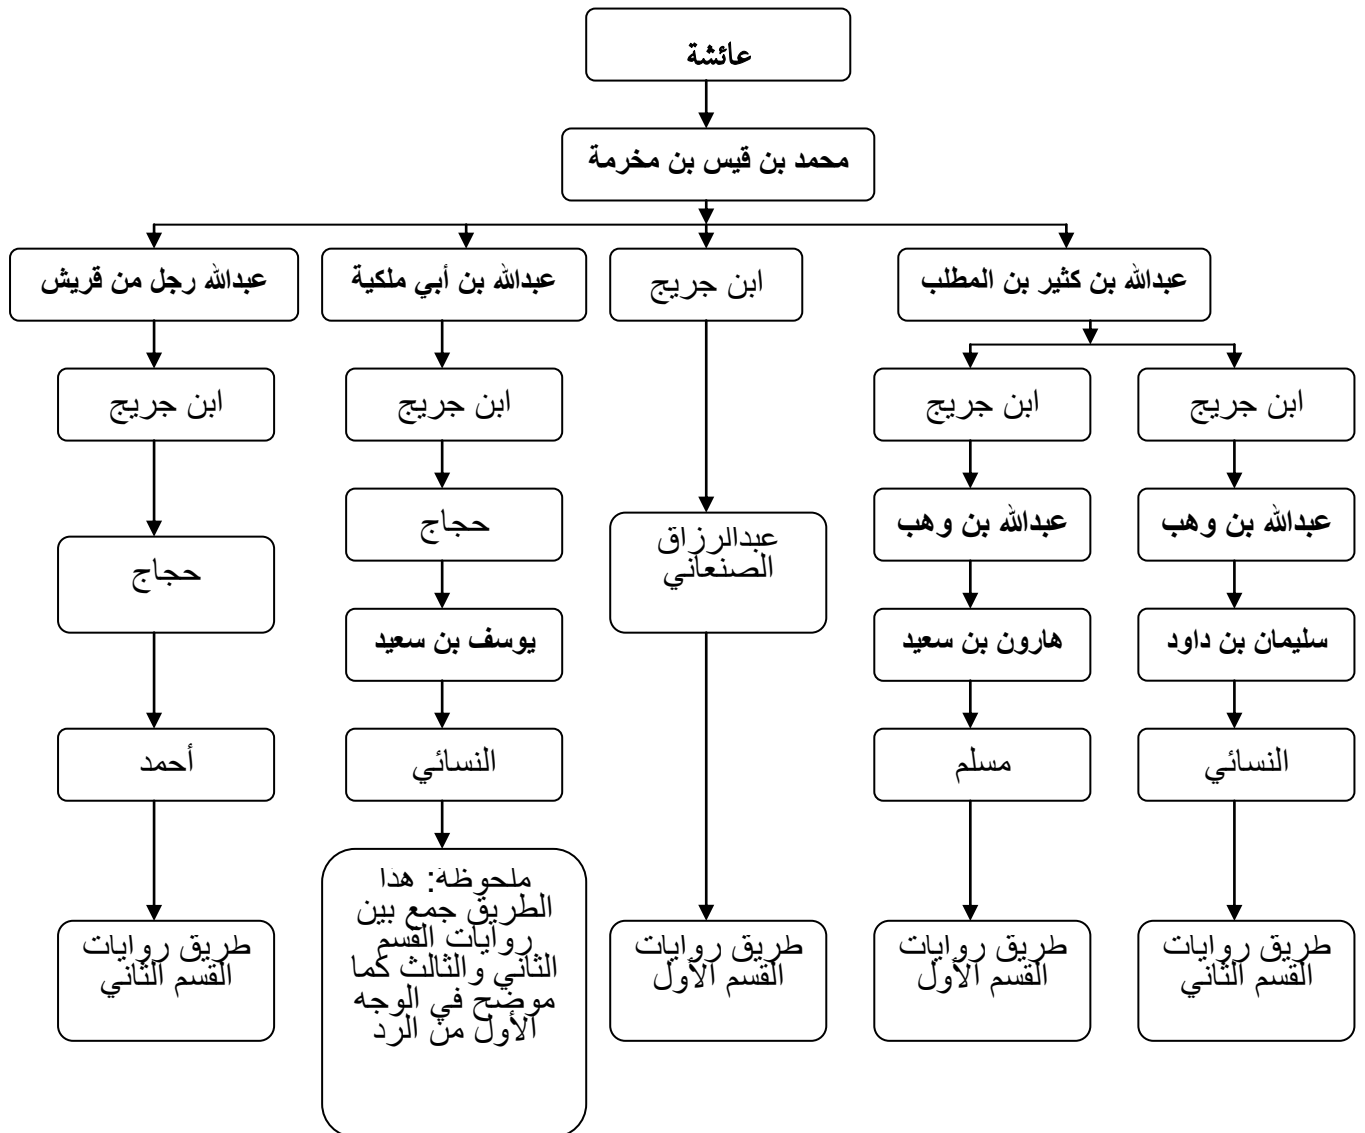 عائشة
محمد بن قيس بن مخرمة
عبدالله بن كثير بن المطلب
ابن جريج
عبدالله بن أبي ملكية
عبدالله رجل من قريش
ابن جريج
ابن جريج
ابن جريج
ابن جريج
عبدالله بن وهب
عبدالله بن وهب
حجاج
حجاج
عبدالرزاق
الصنعاني
سليمان بن داود
هارون بن سعيد
يوسف بن سعيد
النسائي
مسلم
النسائي
أحمد
طريق روايات
القسم الثاني
طريق روايات
القسم الأول
طريق روايات
القسم الأول
ملحوظة: هذا
الطريق جمع بين
روايات القسم
الثاني والثالث كما
موضح في الوجه
الأول من الرد
طريق روايات
القسم الثاني